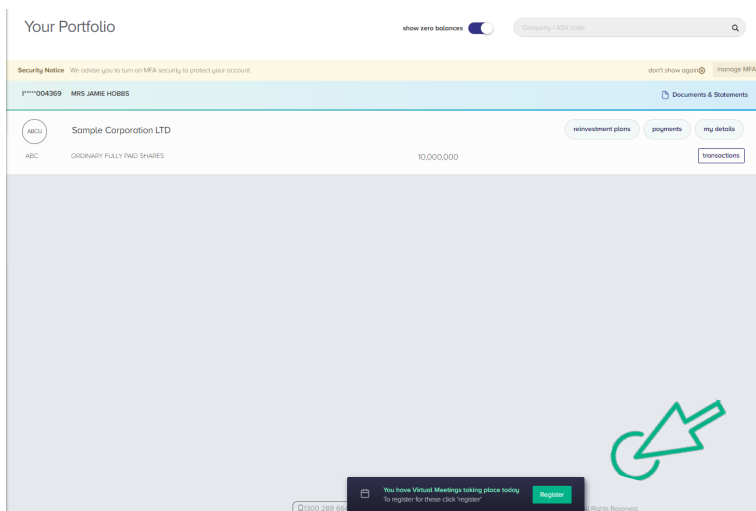 Your Portfolio
show zero balances
Company / ASX code
Security Notice We advise you to turn on MFA security to protect your account
don't show again
manage MFA
I*****004369 MRS JAMIE HOBBS
Documents & Statements
ABCU
Sample Corporation LTD
reinvestment plans
payments
my details
ABC ORDINARY FULLY PAID SHARES 10,000,000
transactions
You have Virtual Meetings taking place today
To register for these click 'register'
Register
1300 288 66
Rights Reserved.